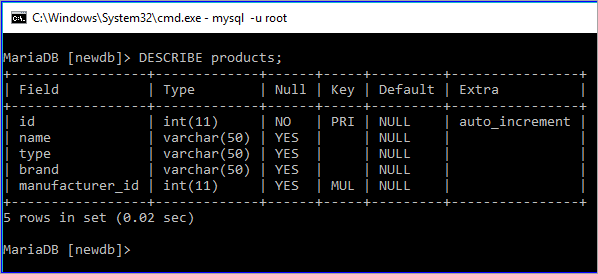 C:\Windows\System32\cmd.exe - mysql  -u root
MariaDB [newdb]> DESCRIBE products;
+-----------------+-------------+------+-----+---------+----------------+
| Field           | Type        | Null | Key | Default | Extra          |
+-----------------+-------------+------+-----+---------+----------------+
| id              | int(11)     | NO   | PRI | NULL    | auto_increment |
| name            | varchar(50) | YES  |     | NULL    |                |
| type            | varchar(50) | YES  |     | NULL    |                |
| brand           | varchar(50) | YES  |     | NULL    |                |
| manufacturer_id | int(11)     | YES  | MUL | NULL    |                |
+-----------------+-------------+------+-----+---------+----------------+
5 rows in set (0.02 sec)
MariaDB [newdb]>